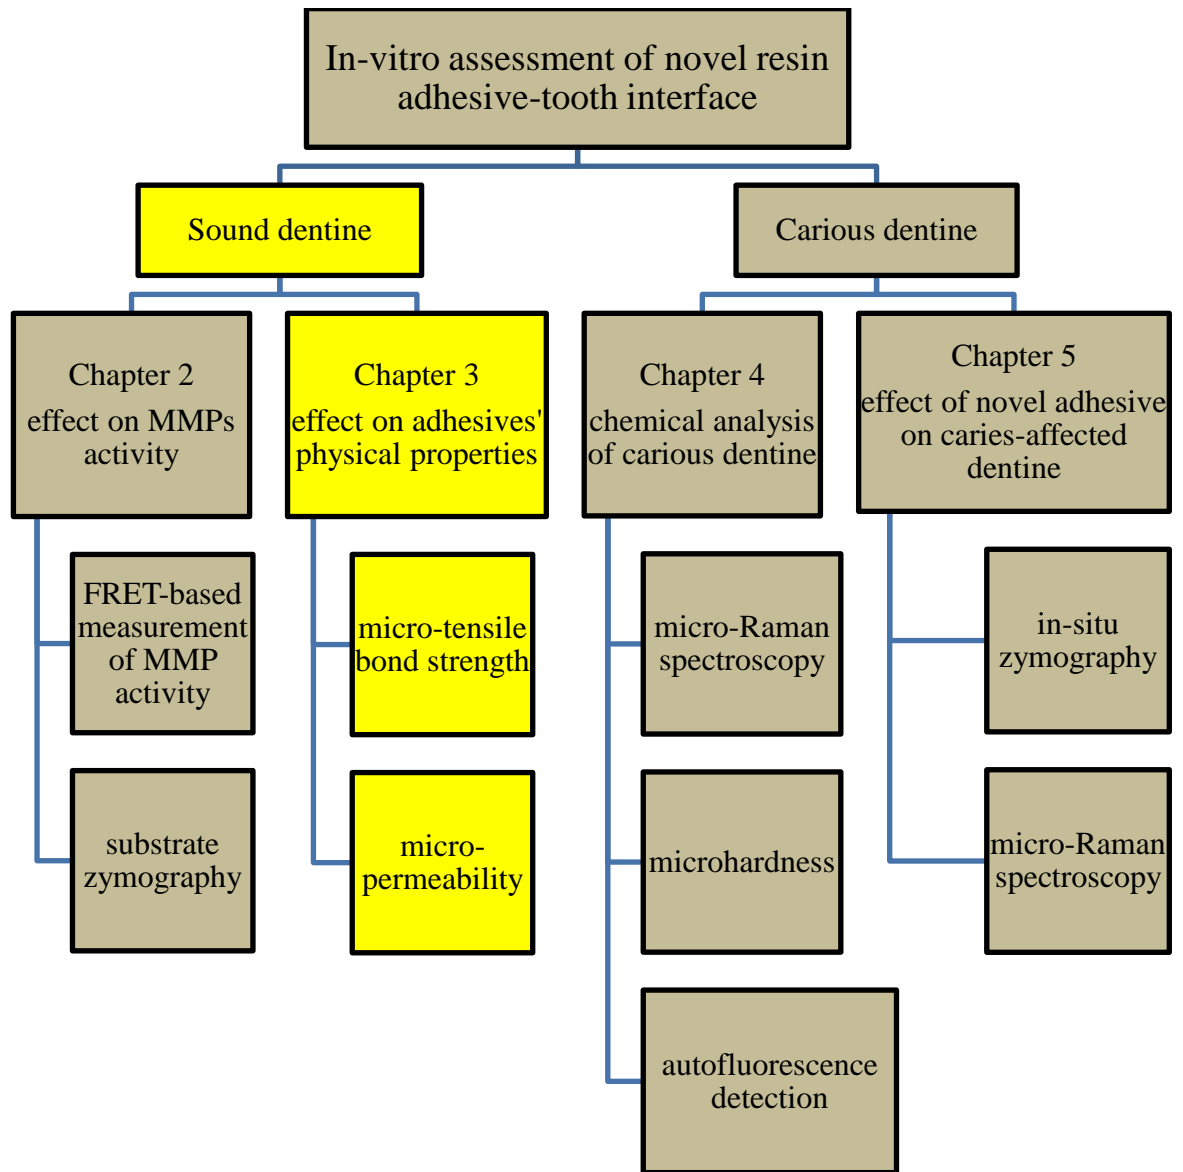 In-vitro assessment of novel resin
adhesive-tooth interface
Sound dentine
Carious dentine
Chapter 2
effect on MMPs
activity
Chapter 3
effect on adhesives'
physical properties
Chapter 4
chemical analysis
of carious dentine
Chapter 5
effect of novel adhesive
on caries-affected
dentine
FRET-based
measurement
of MMP
activity
micro-tensile
bond strength
micro-Raman
spectroscopy
in-situ
zymography
substrate
zymography
micro-
permeability
microhardness
micro-Raman
spectroscopy
autofluorescence
detection